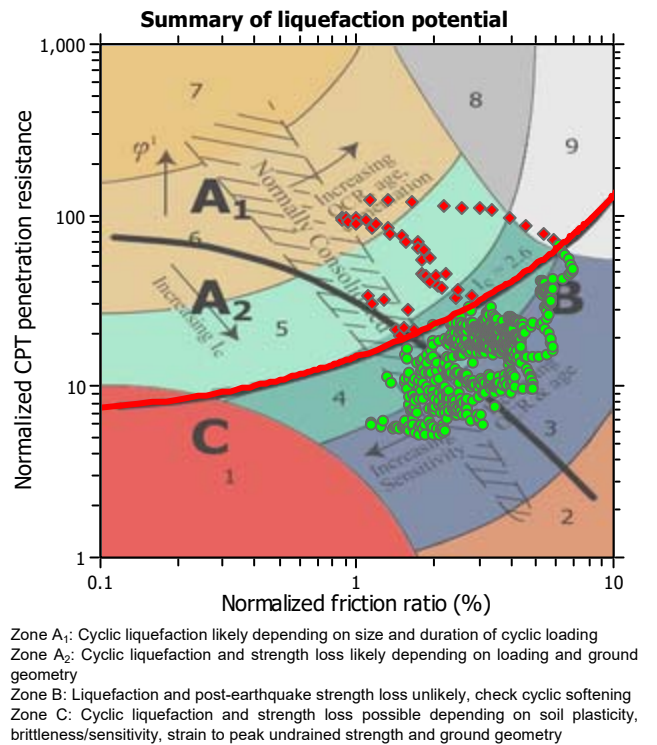 Summary of liquefaction potential
Normalized CPT penetration resistance
1,000
100
10
1
7
8
9
φ'
Increasing
OCR & age,
A1
Normally Consolidated
6
Ic = 2.6
A2
B
Increasing Ic
5
4
OCR & age
C
3
Increasing
Sensitivity
1
2
0.1
1
10
Normalized friction ratio (%)
Zone A1: Cyclic liquefaction likely depending on size and duration of cyclic loading
Zone A2: Cyclic liquefaction and strength loss likely depending on loading and ground
geometry
Zone B: Liquefaction and post-earthquake strength loss unlikely, check cyclic softening
Zone C: Cyclic liquefaction and strength loss possible depending on soil plasticity,
brittleness/sensitivity, strain to peak undrained strength and ground geometry